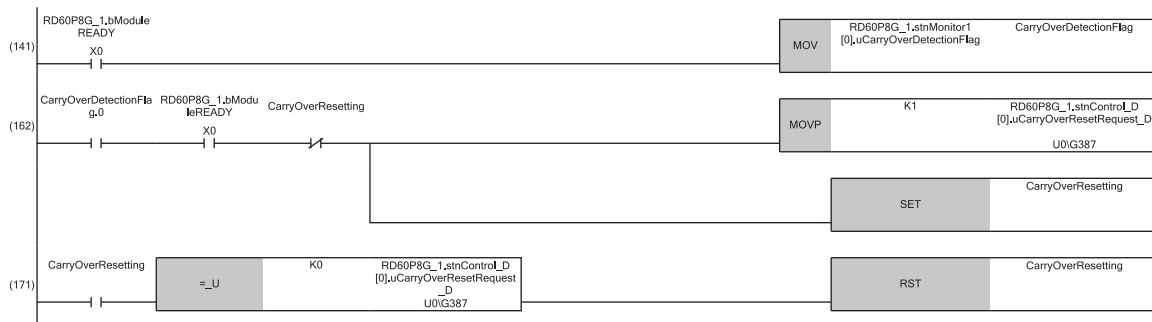 RD60P8G_1.bModule
READY
X0
(141)
MOV
RD60P8G_1.stnMonitor1
[0].uCarryOverDetectionFlag
CarryOverDetectionFlag
CarryOverDetectionFla
g.0
RD60P8G_1.bModu
leREADY
X0
CarryOverResetting
(162)
MOVP
K1
RD60P8G_1.stnControl_D
[0].uCarryOverResetRequest_D
U0\G387
SET
CarryOverResetting
(171)
CarryOverResetting
=_U
K0
RD60P8G_1.stnControl_D
[0].uCarryOverResetRequest
_D
U0\G387
RST
CarryOverResetting